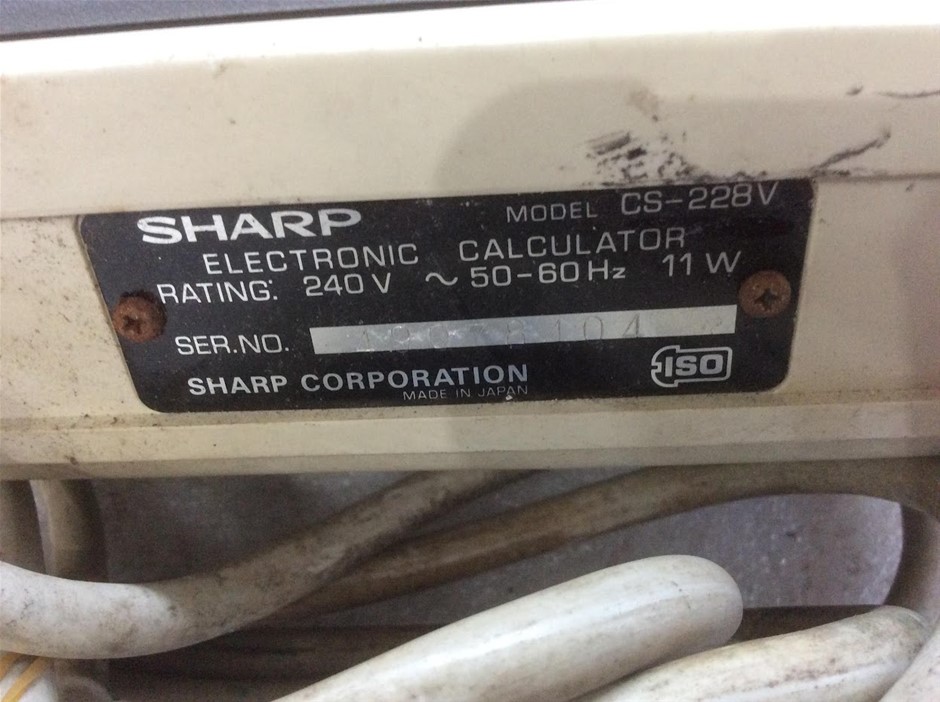 SHARP MODEL CS-228V
ELECTRONIC CALCULATOR
RATING: 240V ~ 50-60Hz 11W
SER.NO.
SHARP CORPORATION
MADE IN JAPAN
ISO